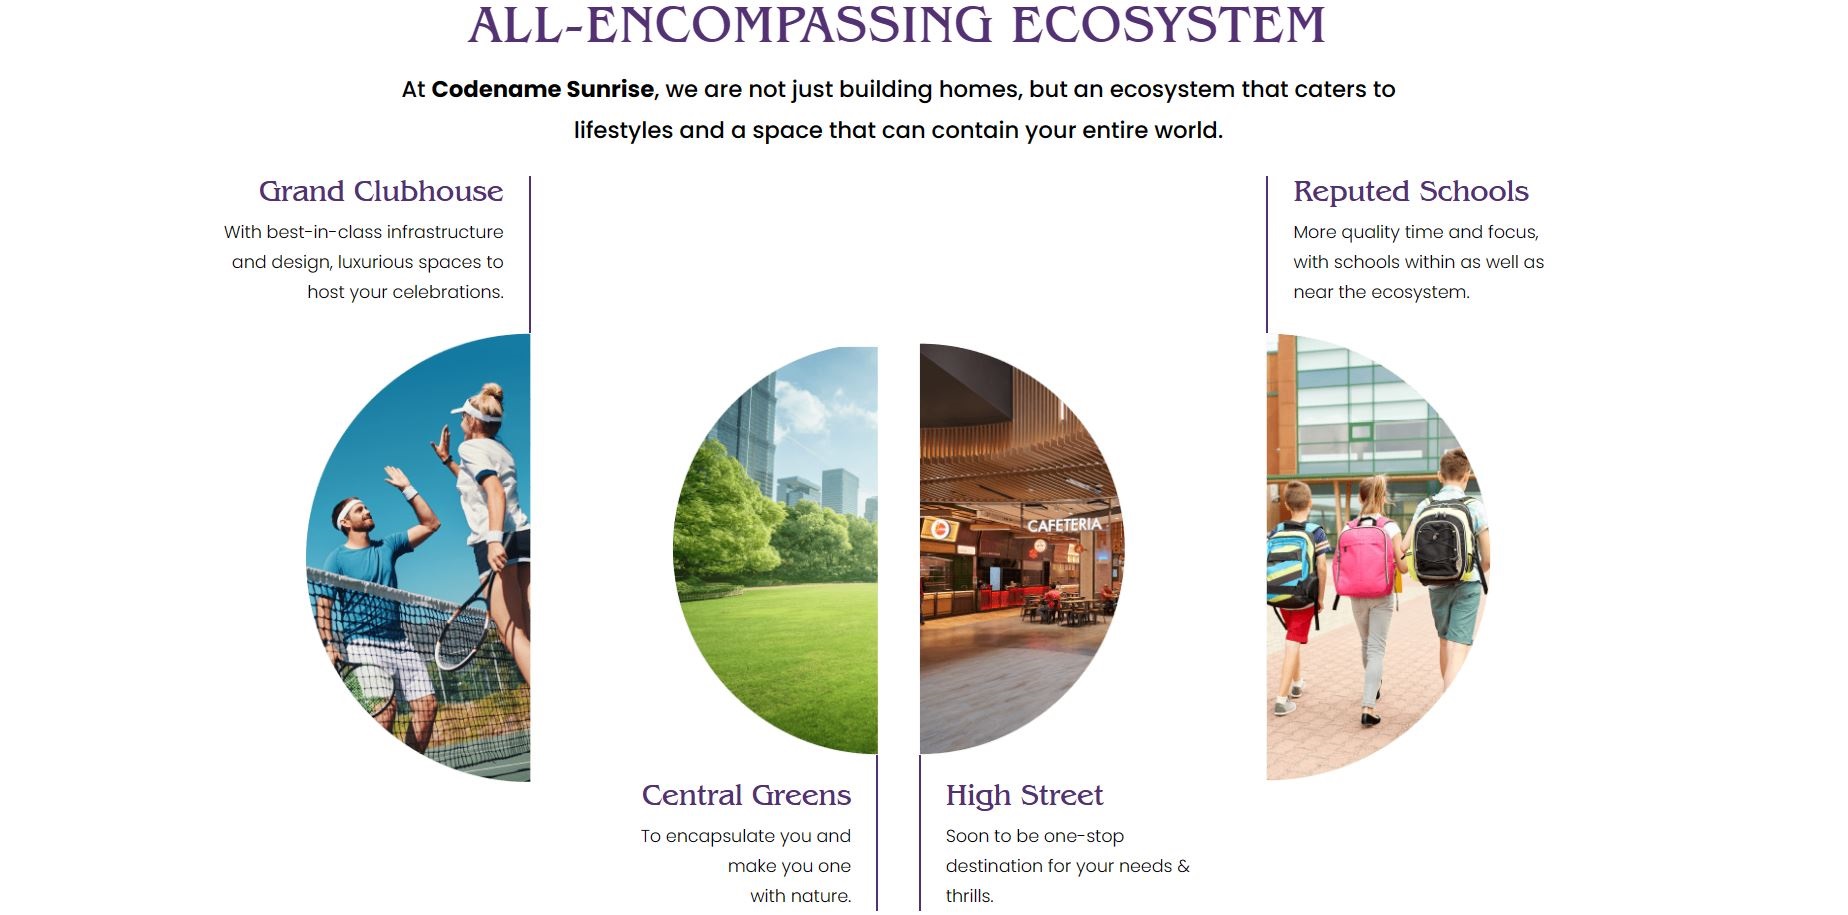 ALL-ENCOMPASSING ECOSYSTEM
At Codename Sunrise, we are not just building homes, but an ecosystem that caters to
lifestyles and a space that can contain your entire world.
Grand Clubhouse
With best-in-class infrastructure
and design, luxurious spaces to
host your celebrations.
Reputed Schools
More quality time and focus,
with schools within as well as
near the ecosystem.
CAFETERIA
Central Greens
To encapsulate you and
make you one
with nature.
High Street
Soon to be one-stop
destination for your needs &
thrills.